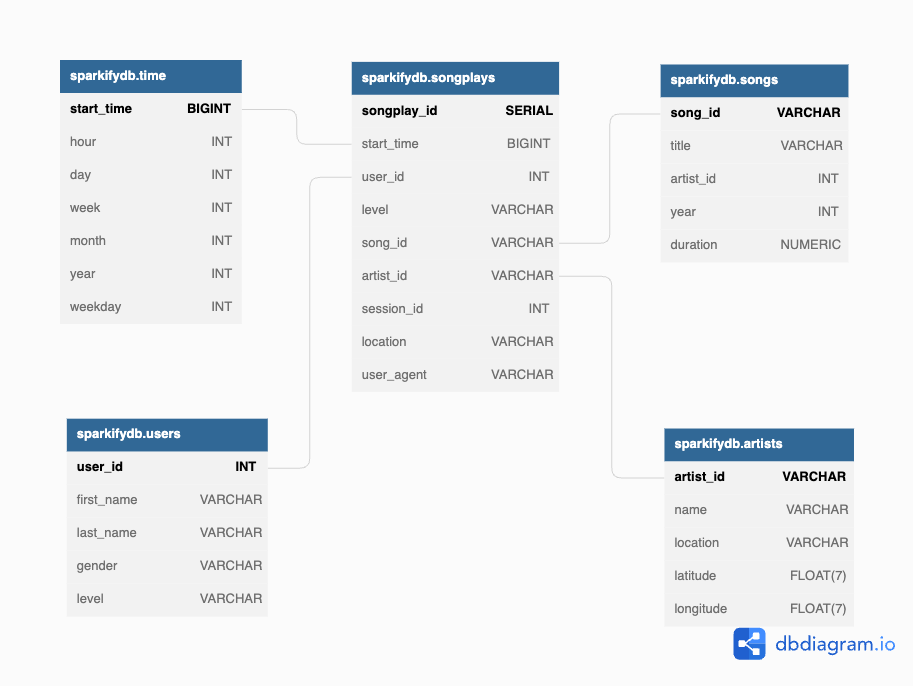 sparkifydb.time
start_time BIGINT
hour INT
day INT
week INT
month INT
year INT
weekday INT
sparkifydb.songplays
songplay_id SERIAL
start_time BIGINT
user_id INT
level VARCHAR
song_id VARCHAR
artist_id VARCHAR
session_id INT
location VARCHAR
user_agent VARCHAR
sparkifydb.songs
song_id VARCHAR
title VARCHAR
artist_id INT
year INT
duration NUMERIC
sparkifydb.users
user_id INT
first_name VARCHAR
last_name VARCHAR
gender VARCHAR
level VARCHAR
sparkifydb.artists
artist_id VARCHAR
name VARCHAR
location VARCHAR
latitude FLOAT(7)
longitude FLOAT(7)
dbdiagram.io